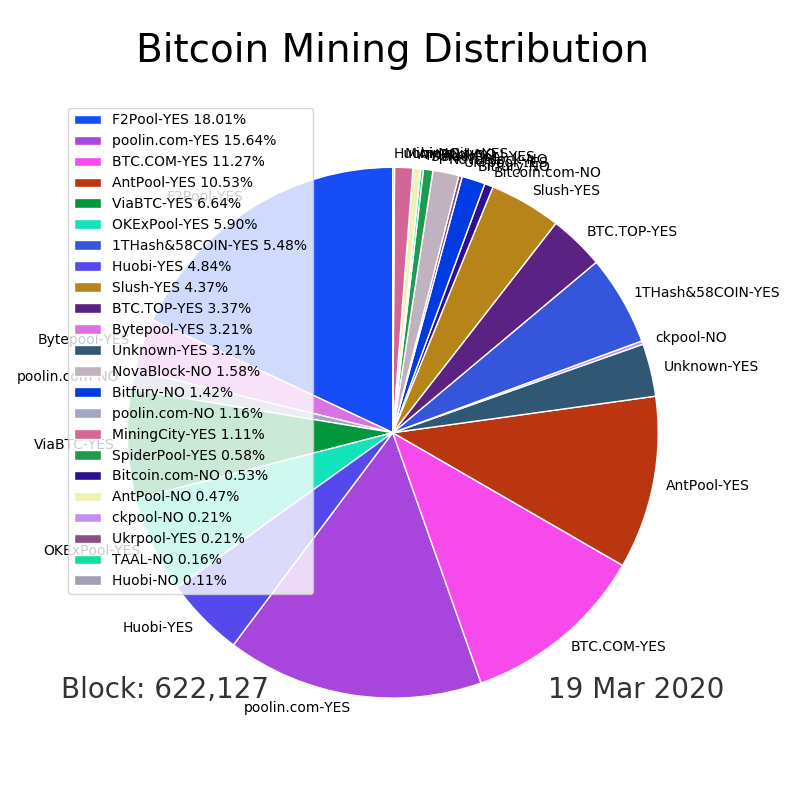 Bitcoin Mining Distribution
F2Pool-YES 18.01%
poolin.com-YES 15.64%
BTC.COM-YES 11.27%
AntPool-YES 10.53%
ViaBTC-YES 6.64%
OKExPool-YES 5.90%
1THash&58COIN-YES 5.48%
Huobi-YES 4.84%
Slush-YES 4.37%
BTC.TOP-YES 3.37%
Bytepool-YES 3.21%
Unknown-YES 3.21%
NovaBlock-NO 1.58%
Bitfury-NO 1.42%
poolin.com-NO 1.16%
MiningCity-YES 1.11%
SpiderPool-YES 0.58%
Bitcoin.com-NO 0.53%
AntPool-NO 0.47%
ckpool-NO 0.21%
Ukrpool-YES 0.21%
TAAL-NO 0.16%
Huobi-NO 0.11%
Bitcoin.com-NO
Slush-YES
BTC.TOP-YES
1THash&58COIN-YES
ckpool-NO
Unknown-YES
AntPool-YES
BTC.COM-YES
poolin.com-YES
Huobi-YES
OKExPool-YES
ViaBTC-YES
poolin.com-NO
Bytepool-YES
F2Pool-YES
Block: 622,127
19 Mar 2020